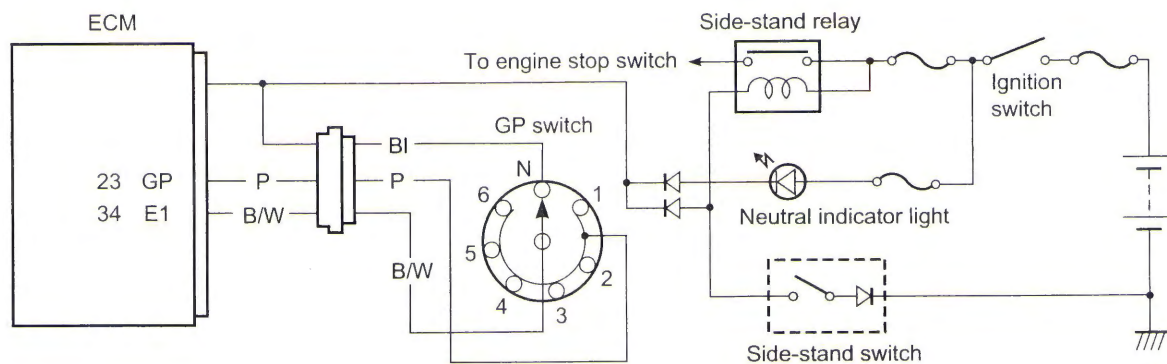 ECM
Side-stand relay
To engine stop switch
Ignition
switch
GP switch
Bl
N
23 GP
P
P
34 E1
B/W
6
1
5
2
4
3
B/W
Neutral indicator light
Side-stand switch